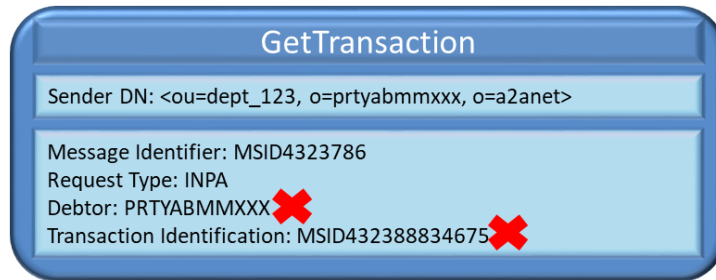 GetTransaction
Sender DN: <ou=dept_123, o=prtyabmmxxx, o=a2anet>
Message Identifier: MSID4323786
Request Type: INPA
Debtor: PRTYABMMXXX
Transaction Identification: MSID432388834675